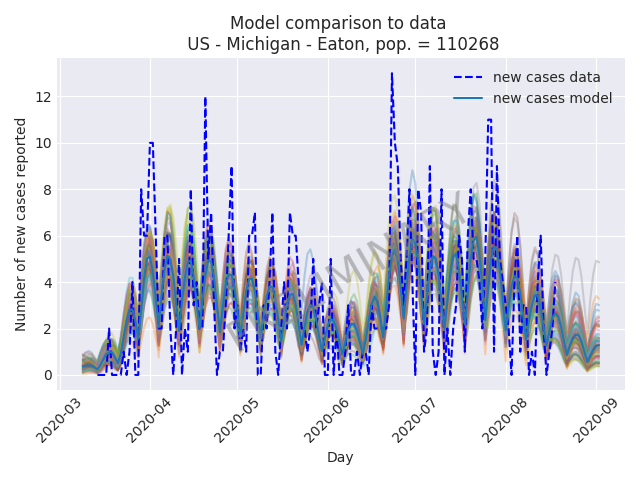 Model comparison to data
US - Michigan - Eaton, pop. = 110268
Number of new cases reported
12
10
8
6
4
2
0
new cases data
new cases model
PRELIMINARY
2020-03
2020-04
2020-05
2020-06
2020-07
2020-08
2020-09
Day